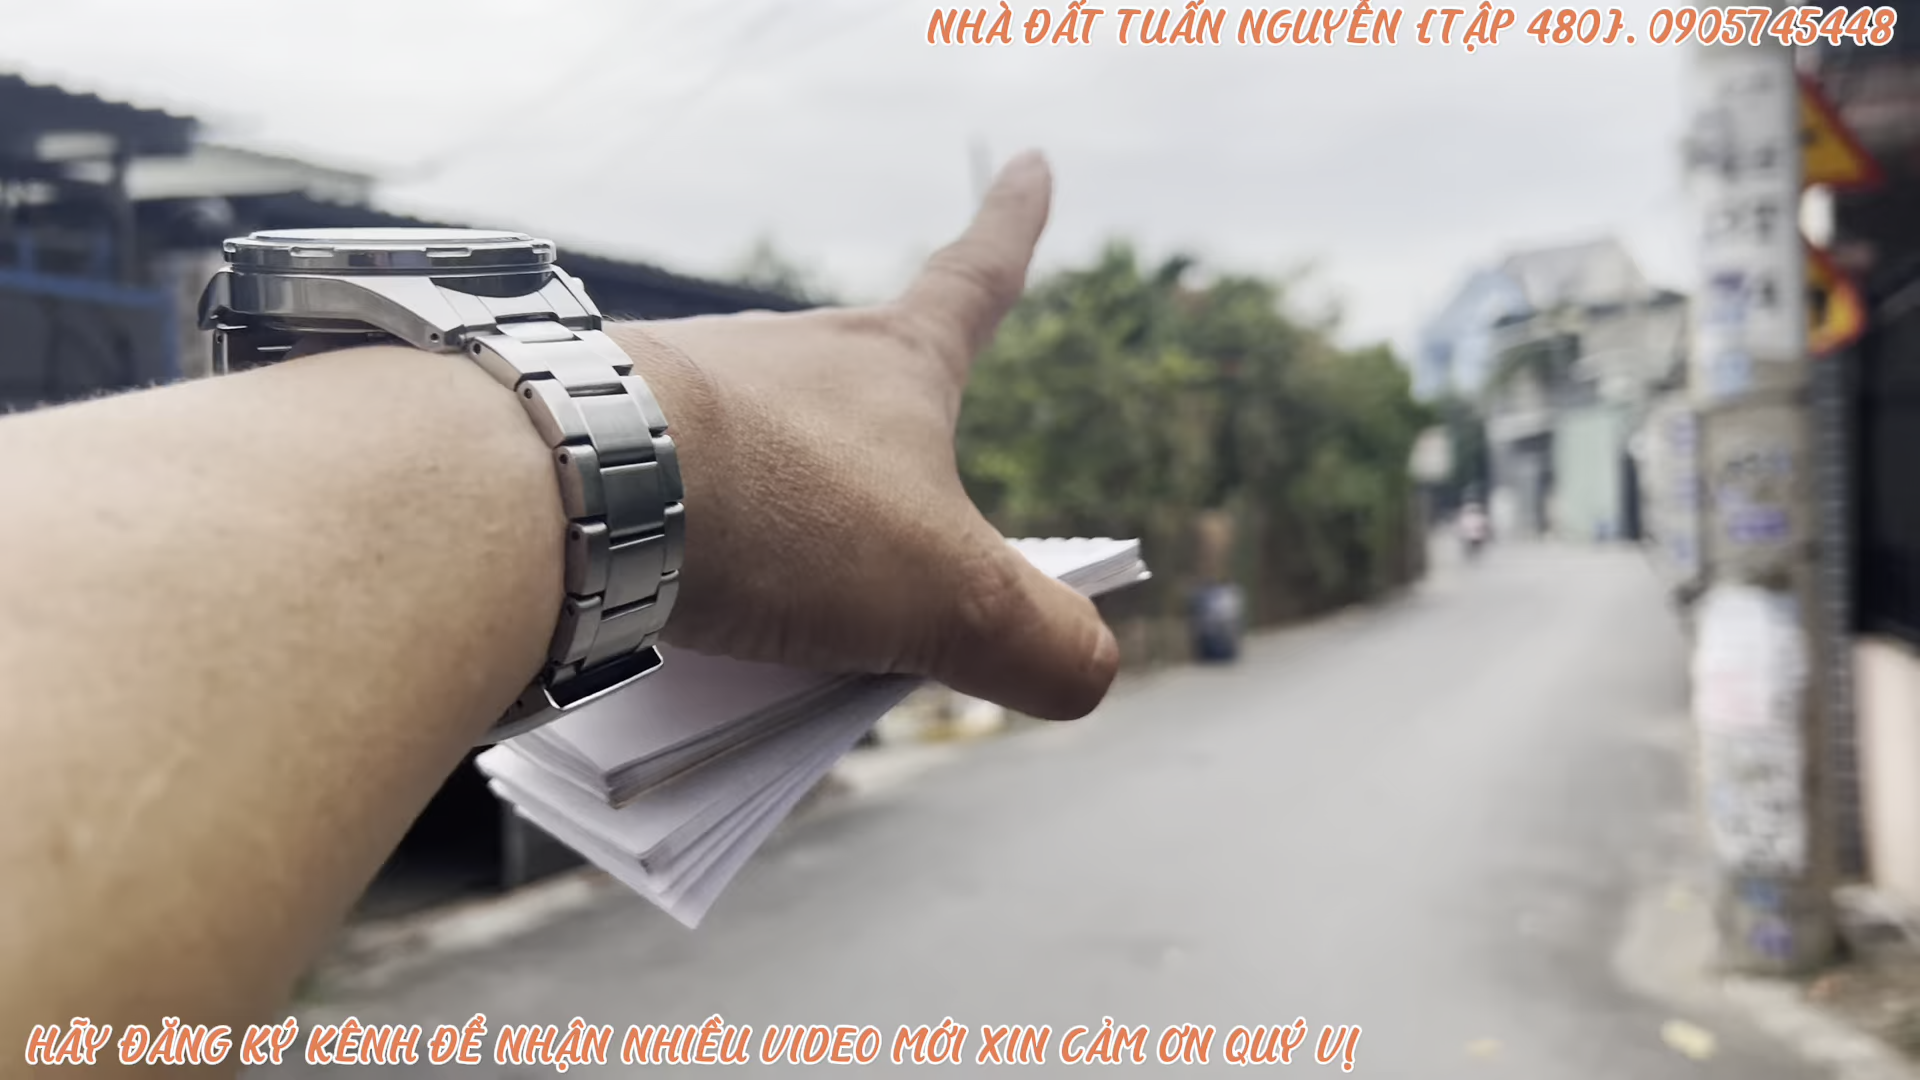 NHÀ ĐẤT TUẤN NGUYỄN {TẬP 480}. 0905745448
HÃY ĐĂNG KÝ KÊNH ĐỂ NHẬN NHIỀU VIDEO MỚI XIN CẢM ƠN QUÝ VỊ